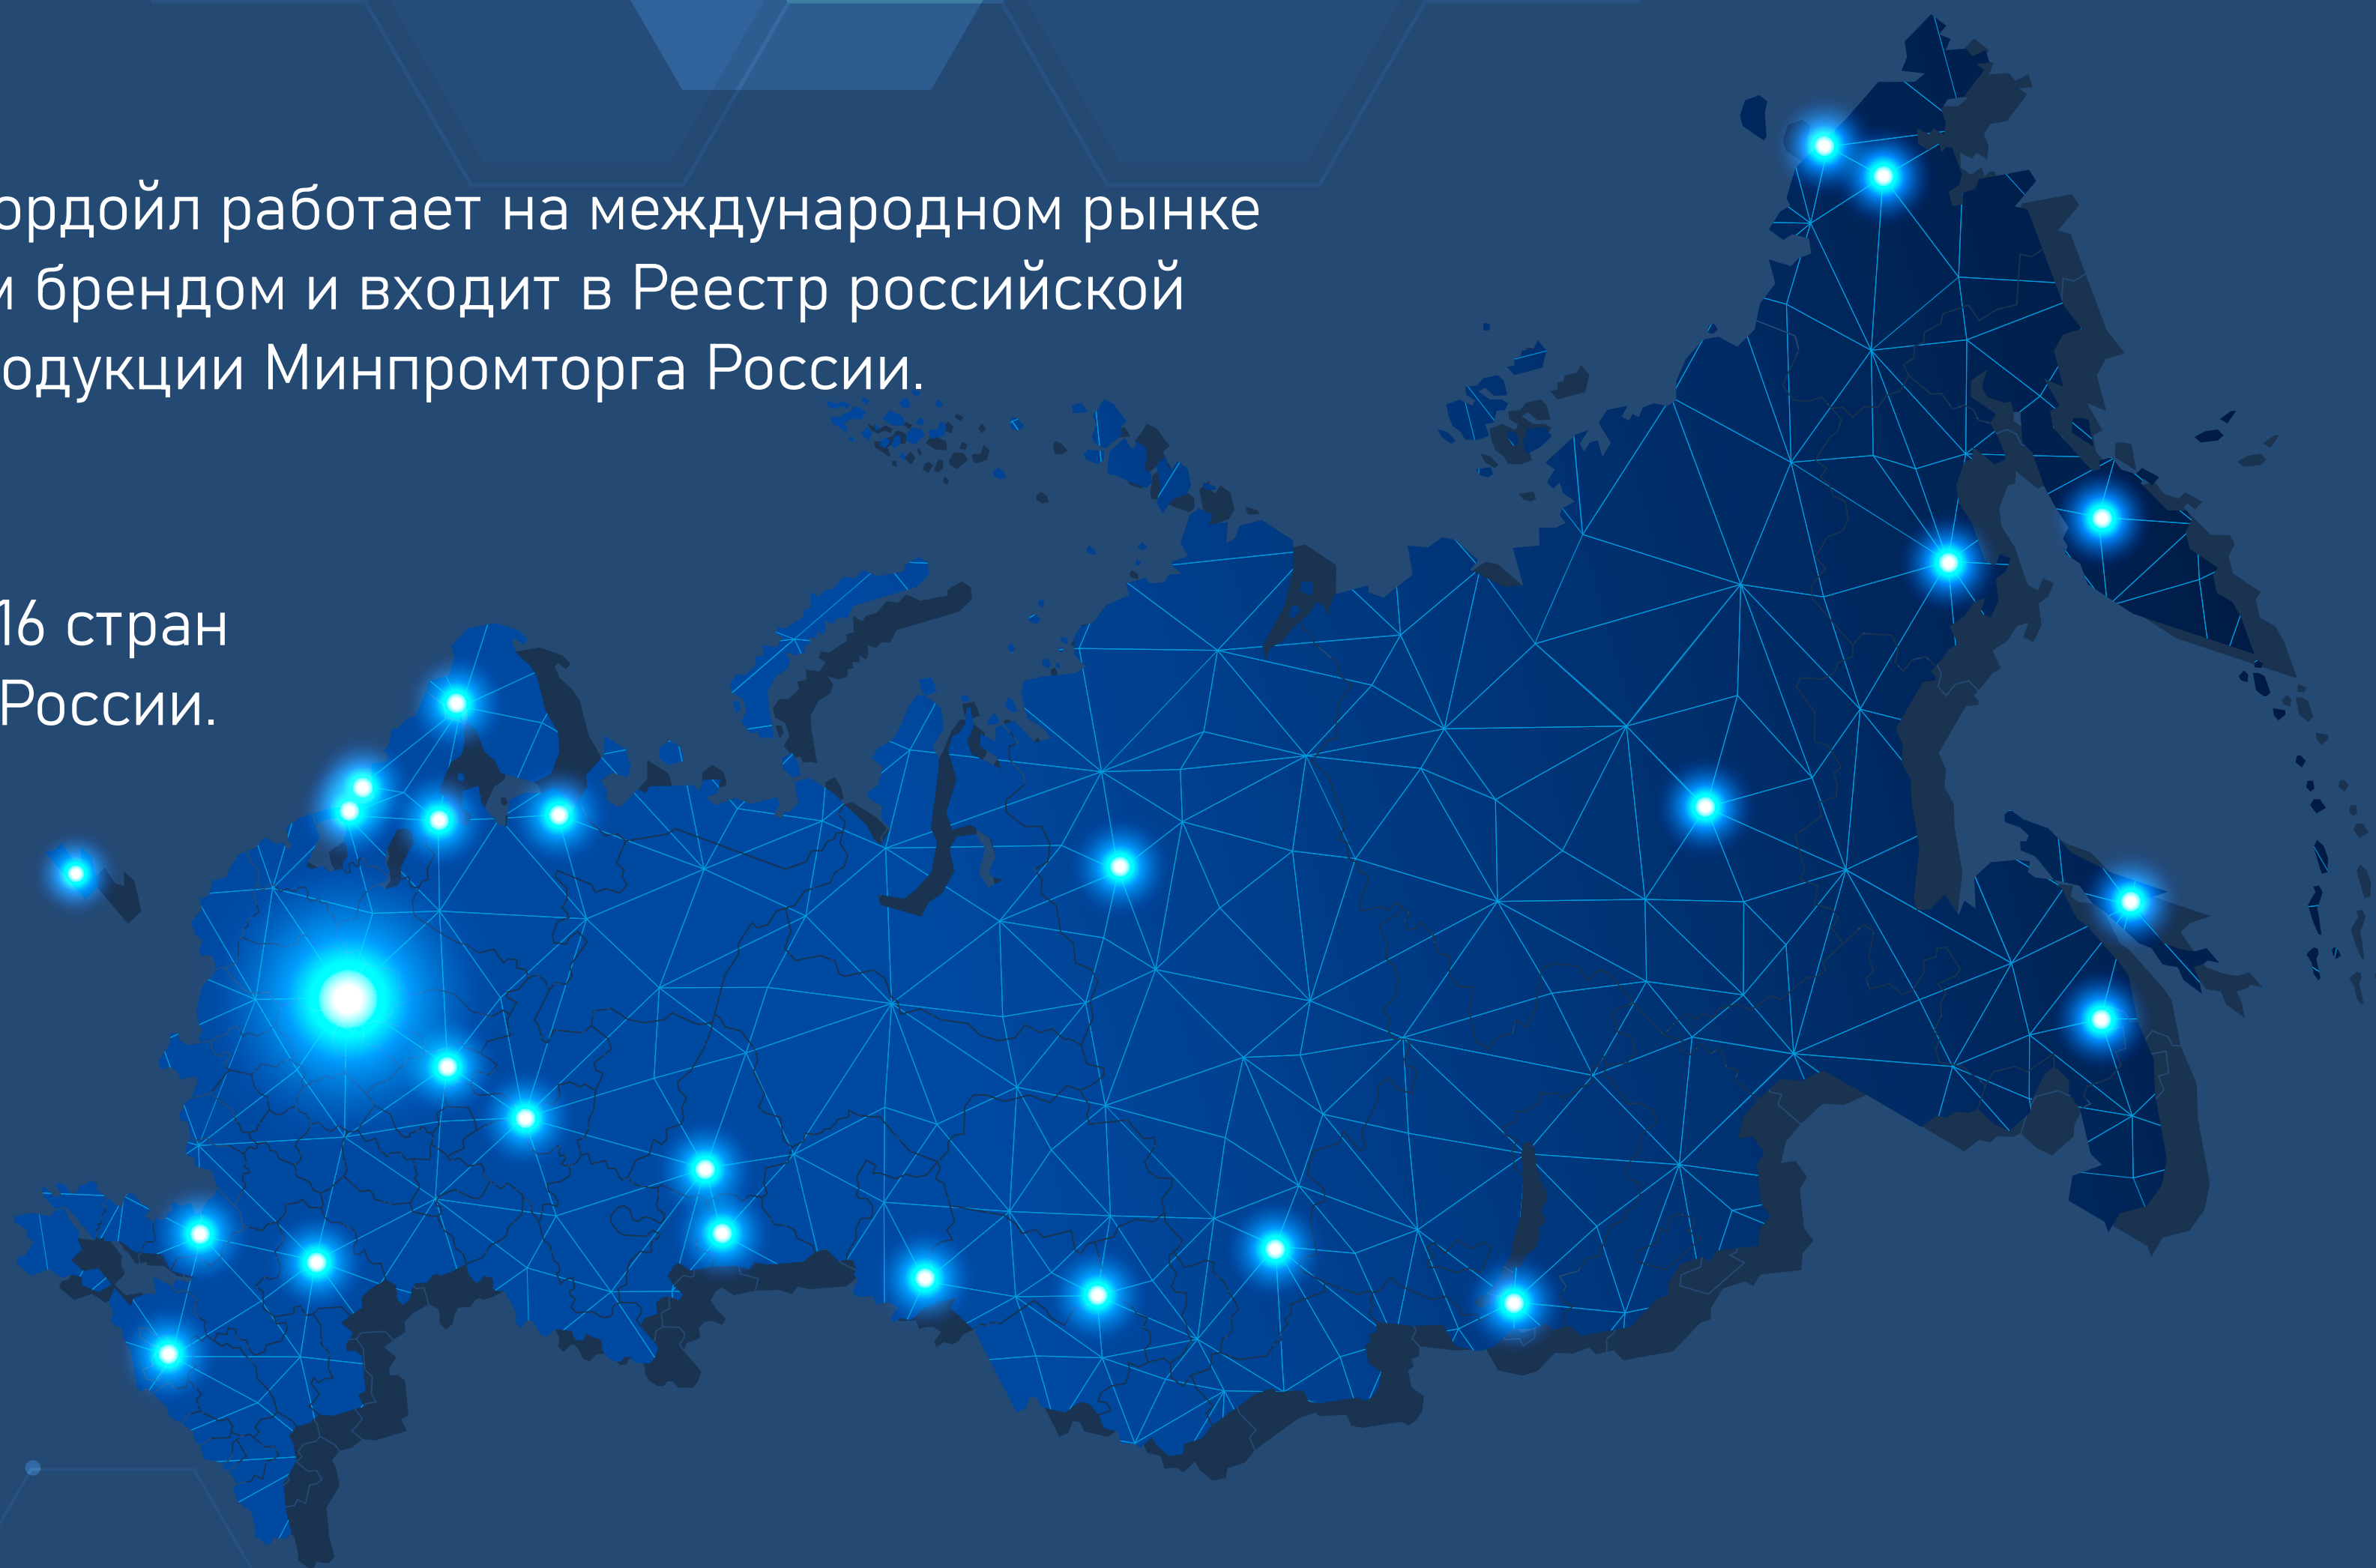 ордойл работает на международном рынке
м брендом и входит в Реестр российской
одукции Минпромторга России.
16 стран
России.